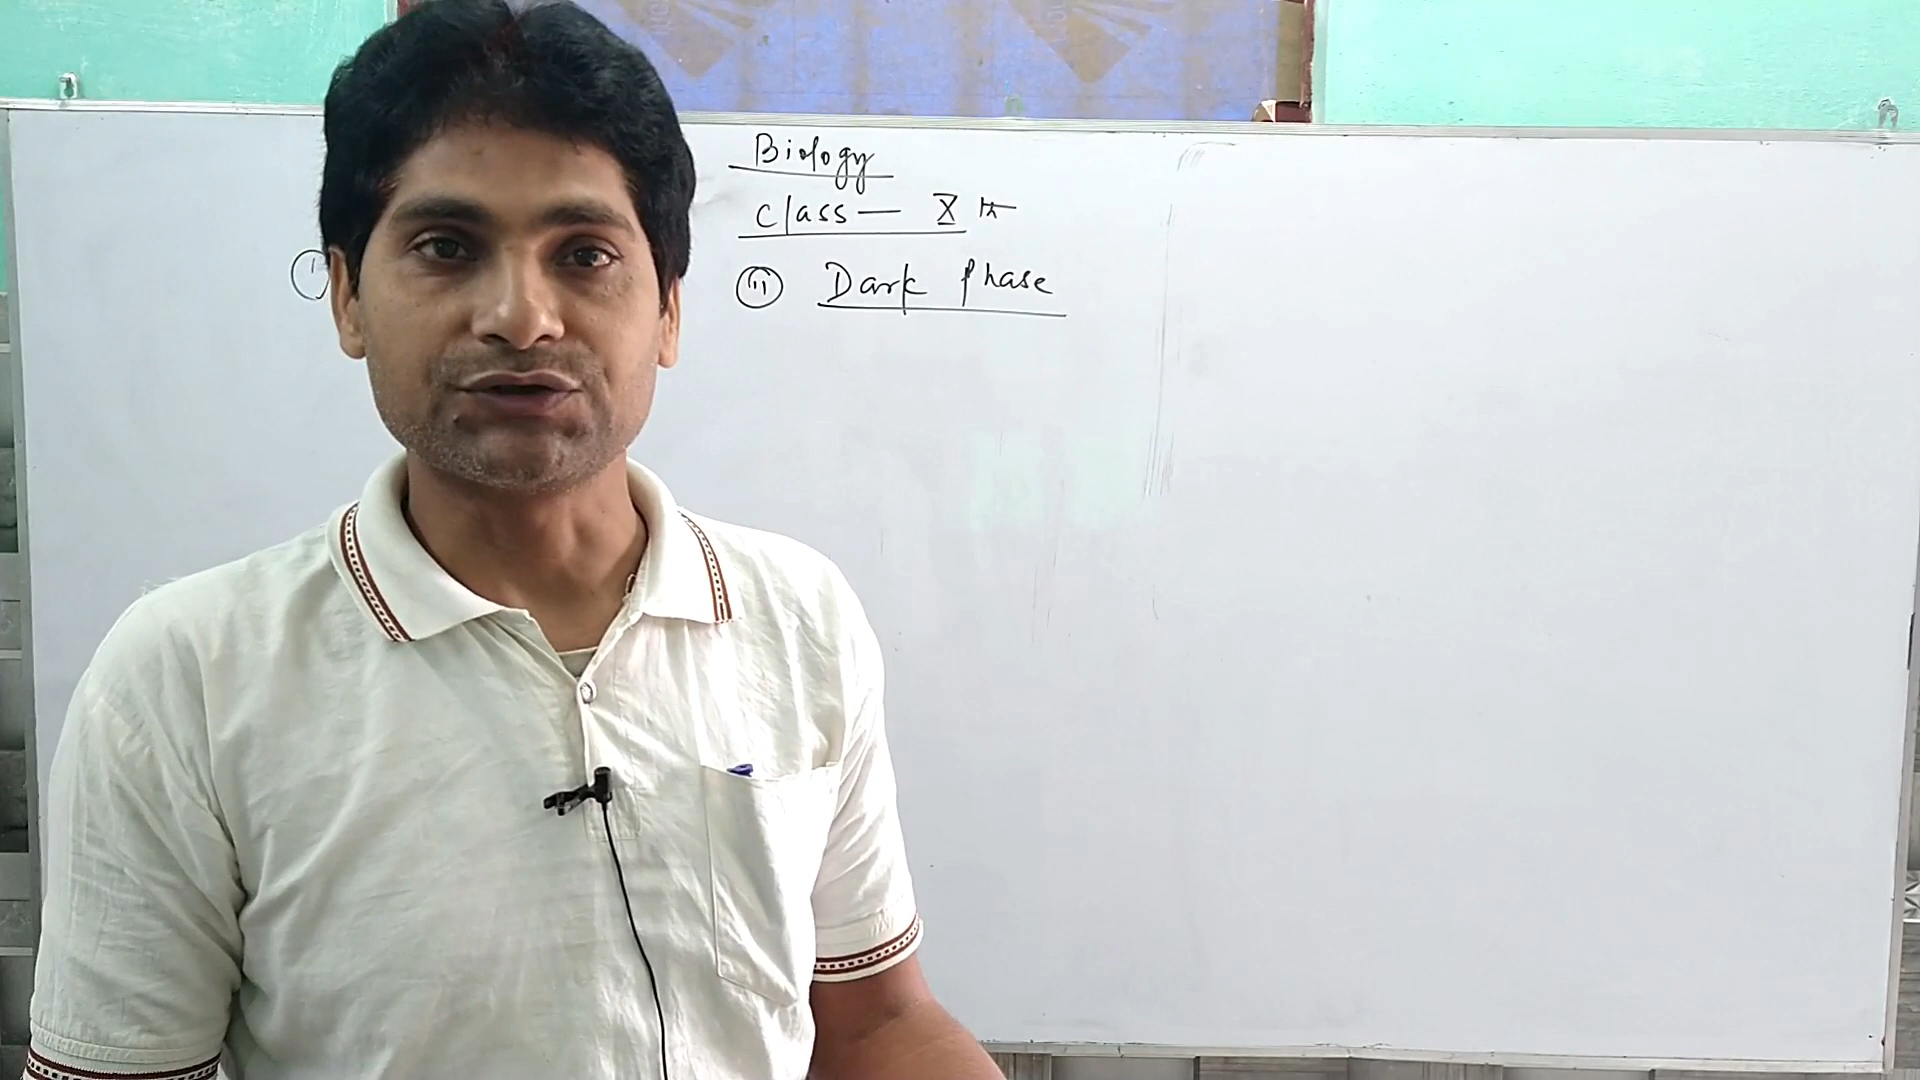 Biology
class — X th
(i)
(ii) Dark phase